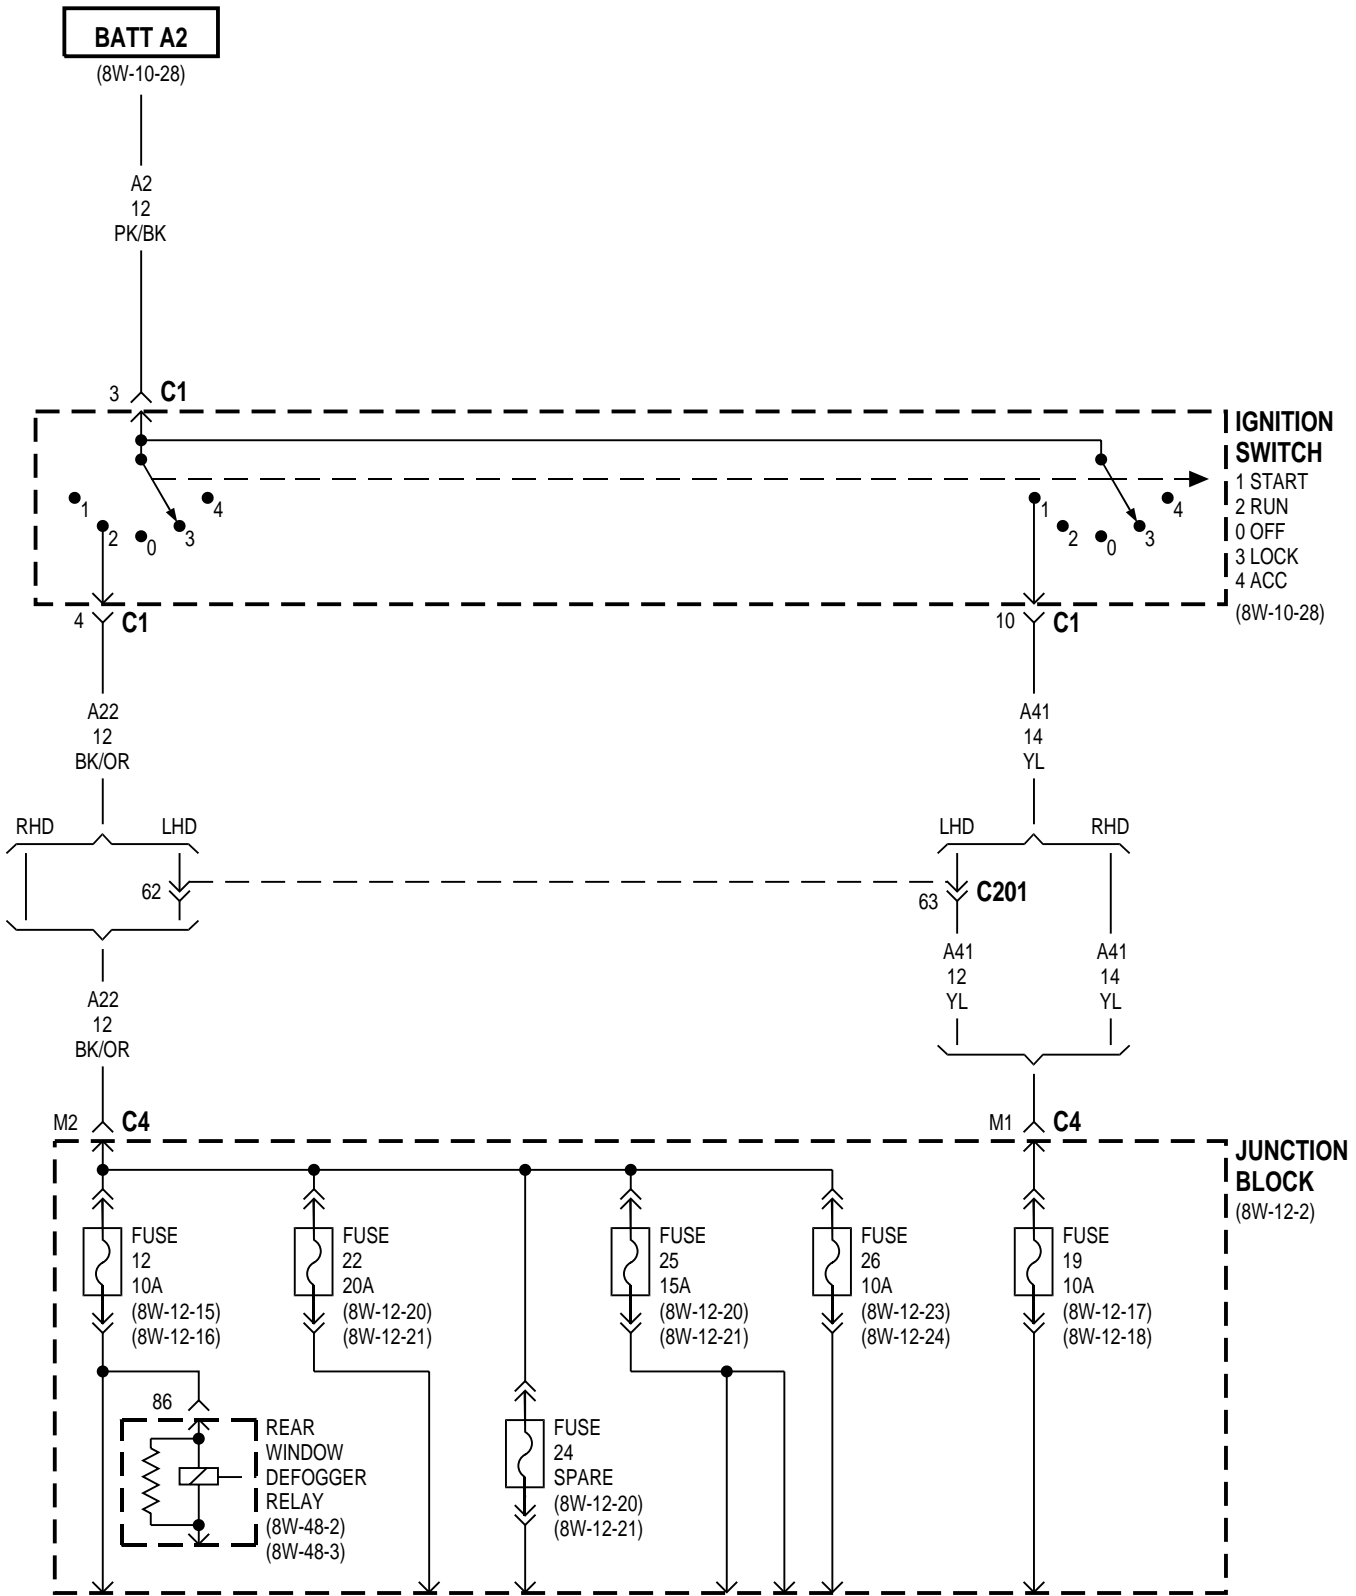 BATT A2
(8W-10-28)
A2
12
PK/BK
3 C1
IGNITION
SWITCH
1 START
2 RUN
0 OFF
3 LOCK
4 ACC
(8W-10-28)
1
2
0
3
4
1
2
0
3
4
4 C1
10 C1
A22
12
BK/OR
A41
14
YL
RHD
LHD
LHD
RHD
62
63 C201
A41
12
YL
A41
14
YL
A22
12
BK/OR
M2 C4
M1 C4
JUNCTION
BLOCK
(8W-12-2)
FUSE
12
10A
(8W-12-15)
(8W-12-16)
FUSE
22
20A
(8W-12-20)
(8W-12-21)
FUSE
25
15A
(8W-12-20)
(8W-12-21)
FUSE
26
10A
(8W-12-23)
(8W-12-24)
FUSE
19
10A
(8W-12-17)
(8W-12-18)
86
REAR
WINDOW
DEFOGGER
RELAY
(8W-48-2)
(8W-48-3)
FUSE
24
SPARE
(8W-12-20)
(8W-12-21)